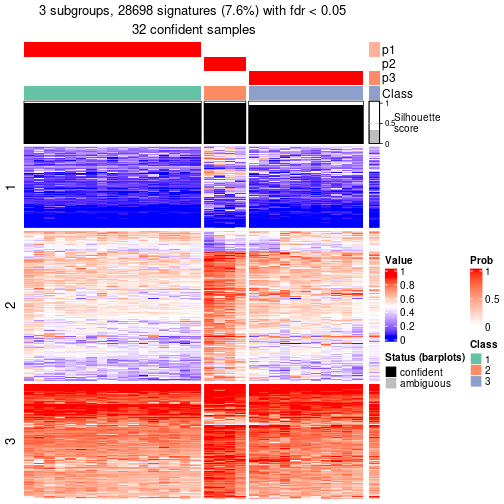 3 subgroups, 28698 signatures (7.6%) with fdr < 0.05
32 confident samples
p1
p2
p3
Class
1
0.5
0
Silhouette
score
1
2
3
Value
1
0.8
0.6
0.4
0.2
0
Prob
1
0.5
0
Status (barplots)
confident
ambiguous
Class
1
2
3